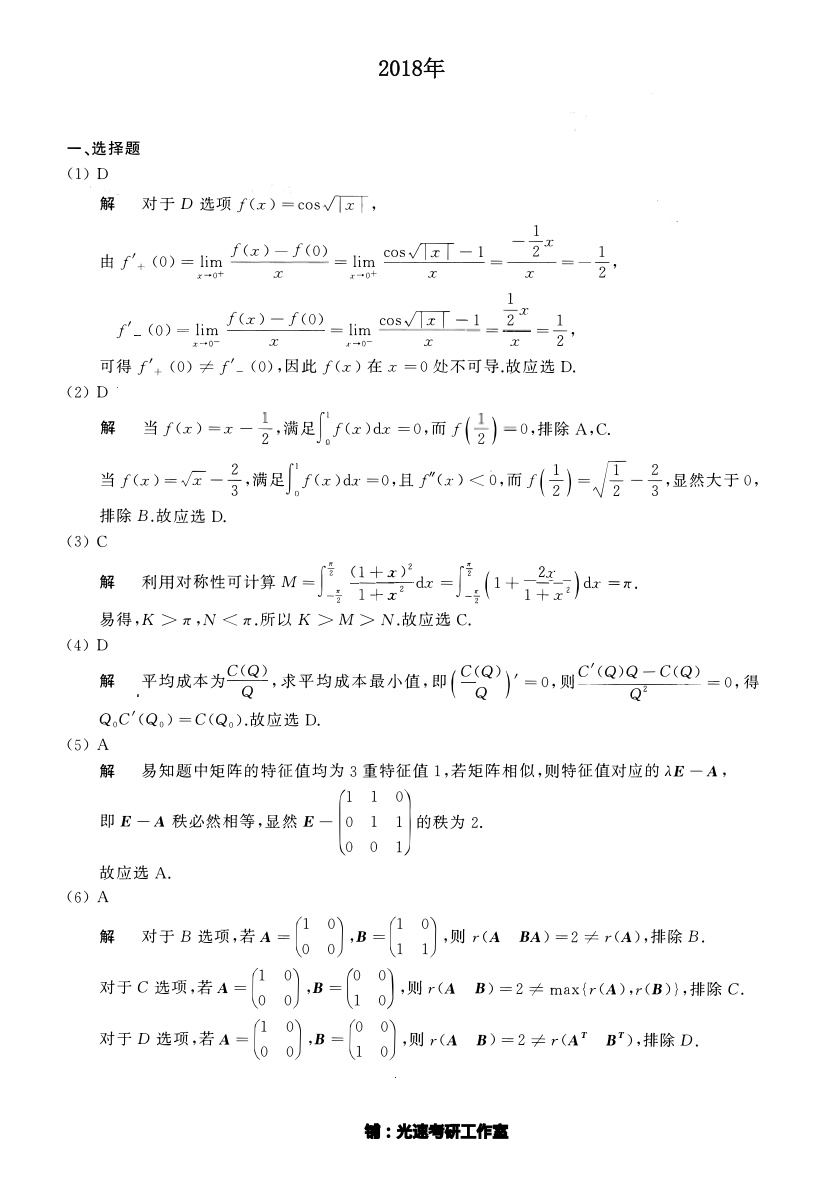 2018年
一、选择题
(1) D
解 对于 D 选项 f(x)=cos√|x|,
由 f′₊(0)=lim_{x→0⁺} (f(x)-f(0))/x=lim_{x→0⁺} (cos√|x|-1)/x=(-1/2 x)/x=-1/2,
f′₋(0)=lim_{x→0⁻} (f(x)-f(0))/x=lim_{x→0⁻} (cos√|x|-1)/x=(1/2 x)/x=1/2,
可得 f′₊(0)≠f′₋(0),因此 f(x) 在 x=0 处不可导.故应选 D.
(2) D
解 当 f(x)=x-1/2,满足∫₀¹f(x)dx=0,而 f(1/2)=0,排除 A,C.
当 f(x)=√x-2/3,满足∫₀¹f(x)dx=0,且 f″(x)<0,而 f(1/2)=√(1/2)-2/3,显然大于 0,
排除 B.故应选 D.
(3) C
解 利用对称性可计算 M=∫_{-π/2}^{π/2} (1+x)²/(1+x²)dx=∫_{-π/2}^{π/2}(1+2x/(1+x²))dx=π.
易得,K>π,N<π.所以 K>M>N.故应选 C.
(4) D
解 平均成本为C(Q)/Q,求平均成本最小值,即(C(Q)/Q)′=0,则(C′(Q)Q-C(Q))/Q²=0,得
Q₀C′(Q₀)=C(Q₀).故应选 D.
(5) A
解 易知题中矩阵的特征值均为 3 重特征值 1,若矩阵相似,则特征值对应的 λE-A,
即 E-A 秩必然相等,显然 E-(1 1 0; 0 1 1; 0 0 1)的秩为 2.
故应选 A.
(6) A
解 对于 B 选项,若 A=(1 0; 0 0),B=(1 0; 1 1),则 r(A BA)=2≠r(A),排除 B.
对于 C 选项,若 A=(1 0; 0 0),B=(0 0; 1 0),则 r(A B)=2≠max{r(A),r(B)},排除 C.
对于 D 选项,若 A=(1 0; 0 0),B=(0 0; 1 0),则 r(A B)=2≠r(Aᵀ Bᵀ),排除 D.
铺：光速考研工作室